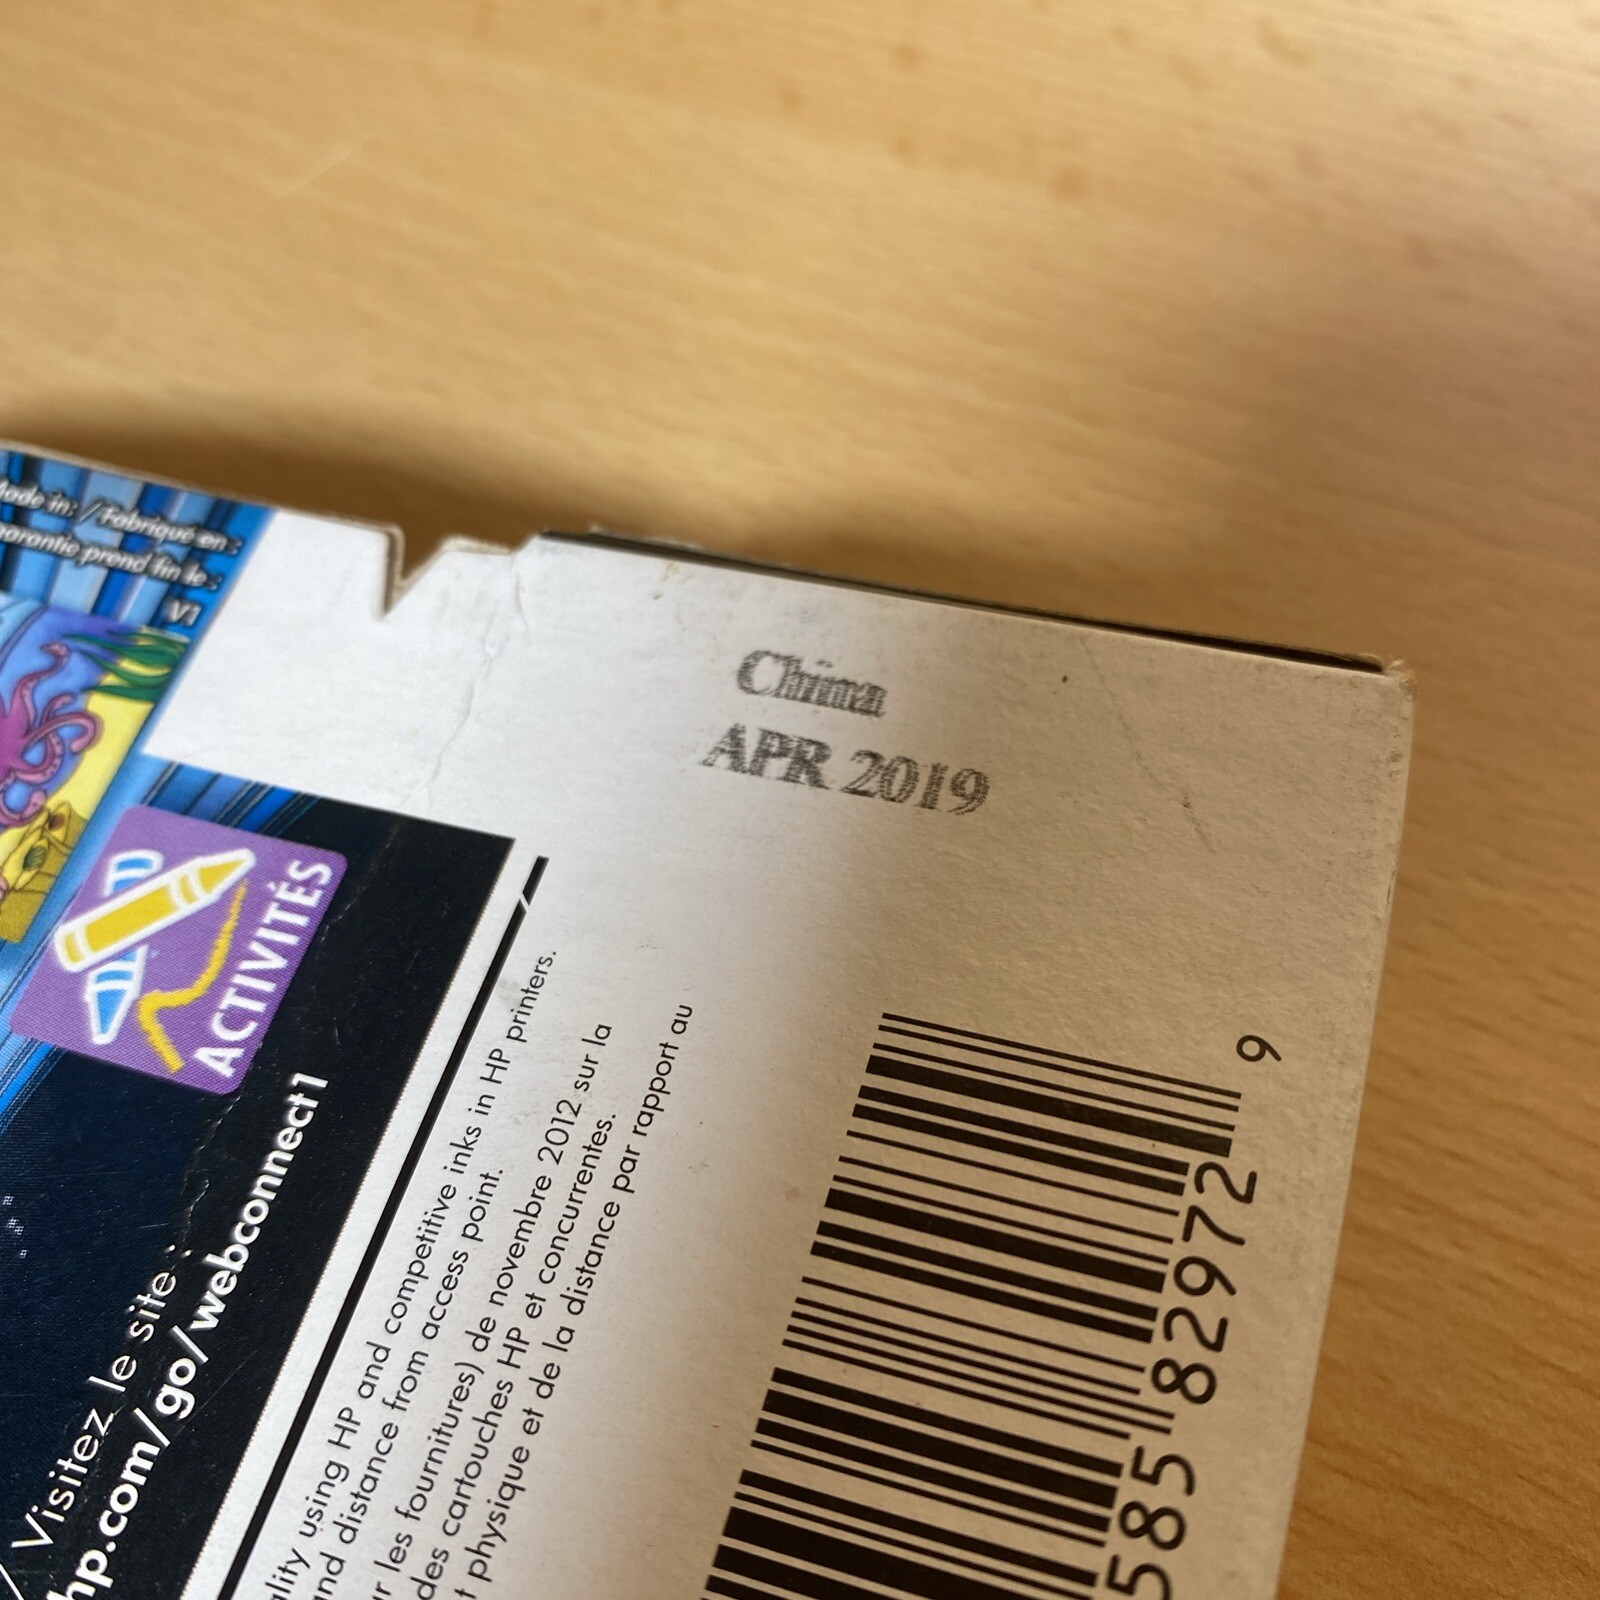 Made in: / Fabriqué en :
garantie prend fin le :
V1
China
APR 2019
ACTIVITÉS
/ Visitez le site :
hp.com/go/webconnect1
ality using HP and competitive inks in HP printers.
and distance from access point.
r les fournitures) de novembre 2012 sur la
des cartouches HP et concurrentes.
t physique et de la distance par rapport au
585 82972 9